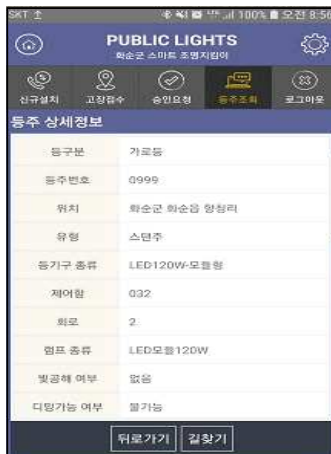 SKT
100% 오전 8:56
PUBLIC LIGHTS
화순군 스마트 조명지킴이
신규설치 고장접수 승인요청 등주조회 로그아웃
등주 상세정보
등구분 가로등
등주번호 0999
위치 화순군 화순읍 향청리
유형 스텐주
등기구 종류 LED120W-모듈형
제어함 032
회로 2
램프 종류 LED모듈120W
빛공해 여부 없음
디밍가능 여부 불가능
뒤로가기 길찾기